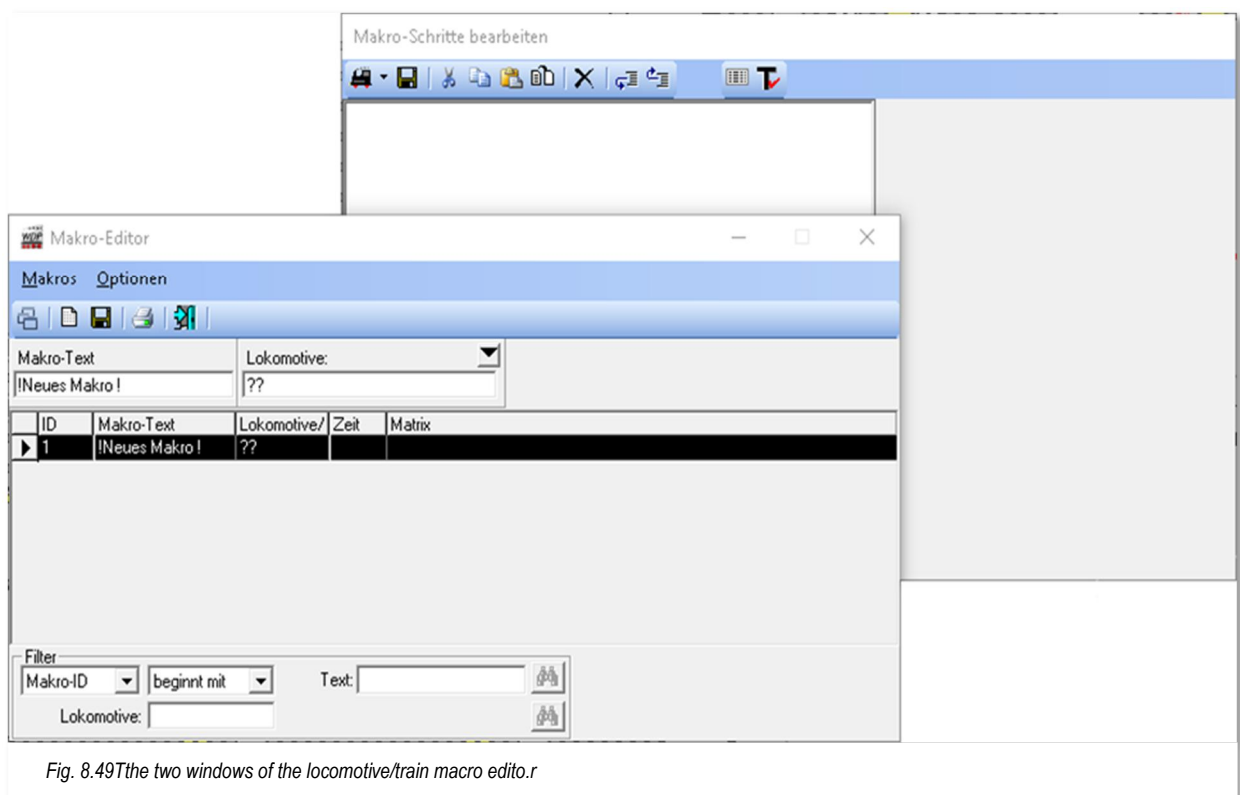 Makro-Schritte bearbeiten
WDP Makro-Editor
Makros Optionen
Makro-Text Lokomotive:
!Neues Makro ! ??
ID Makro-Text Lokomotive/ Zeit Matrix
1 !Neues Makro ! ??
Filter
Makro-ID beginnt mit Text:
Lokomotive:
Fig. 8.49Tthe two windows of the locomotive/train macro edito.r